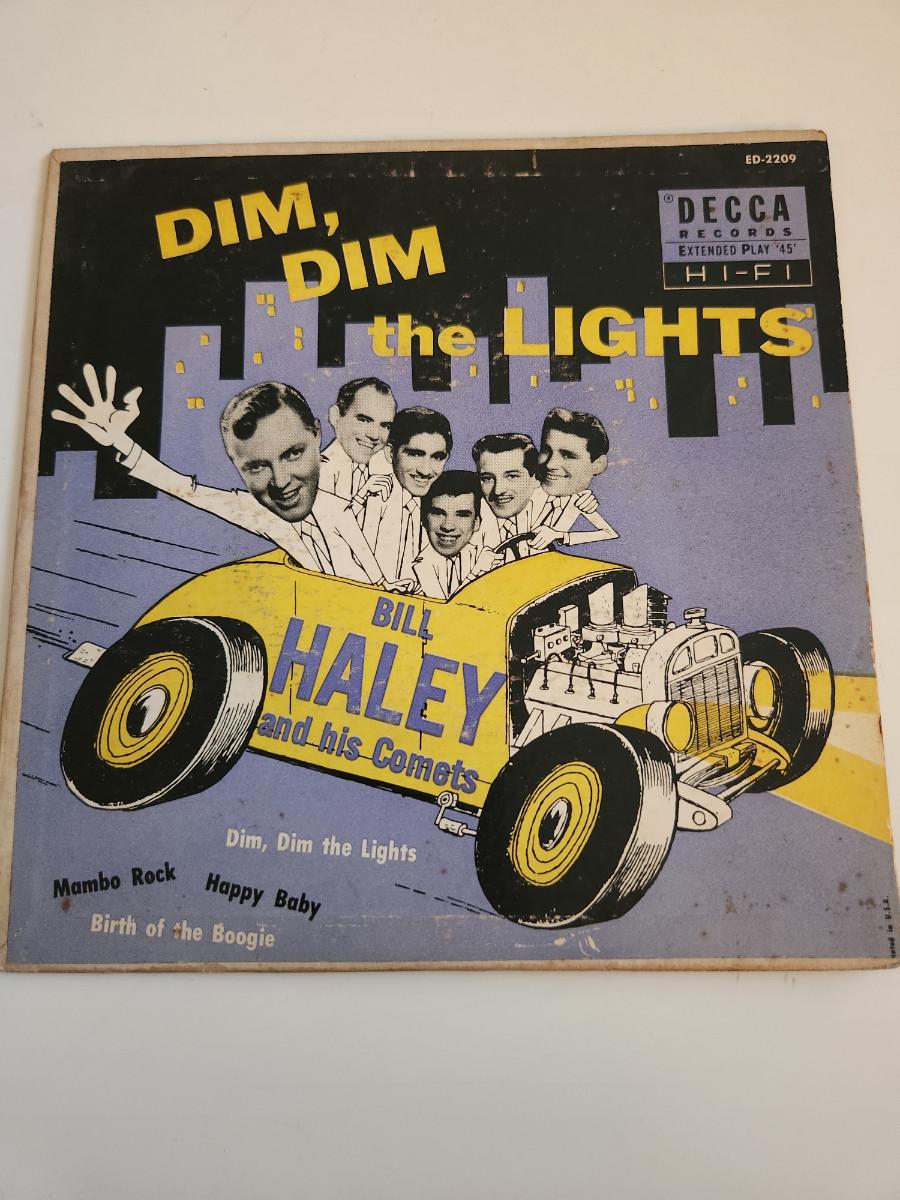 ED-2209
® DECCA
RECORDS
EXTENDED PLAY '45'
HI-FI
DIM,
DIM
the LIGHTS
BILL
HALEY
and his Comets
Dim, Dim the Lights
Mambo Rock
Happy Baby
Birth of the Boogie
in U.S.A.